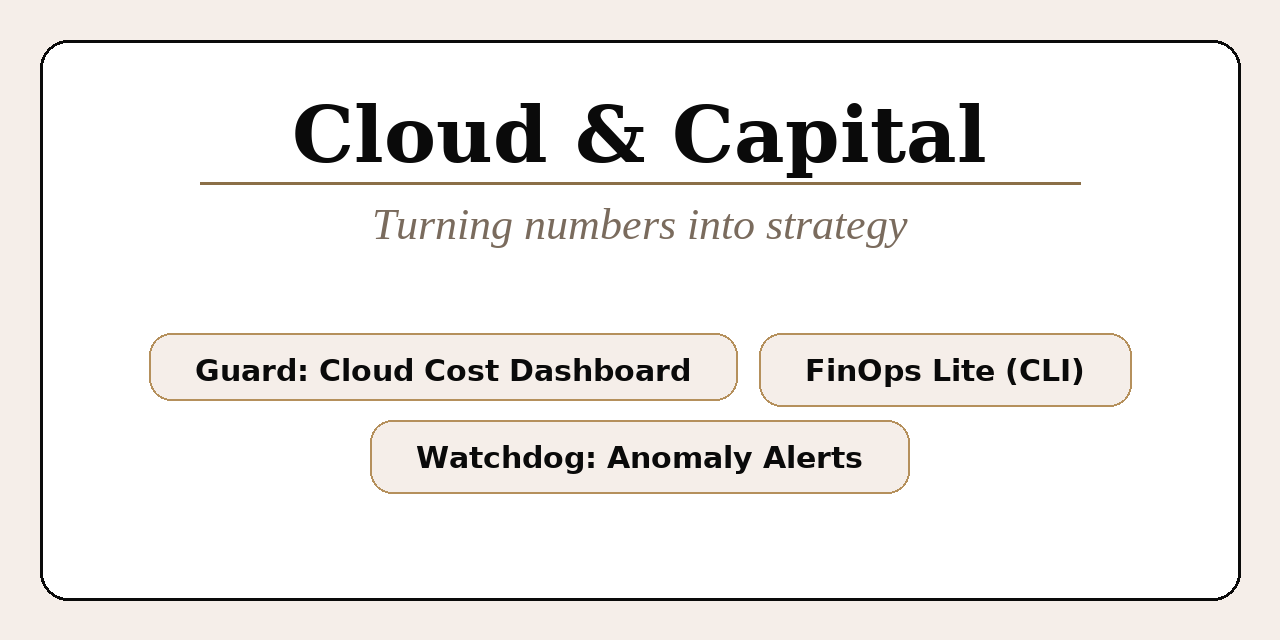 Cloud & Capital
Turning numbers into strategy
Guard: Cloud Cost Dashboard
FinOps Lite (CLI)
Watchdog: Anomaly Alerts